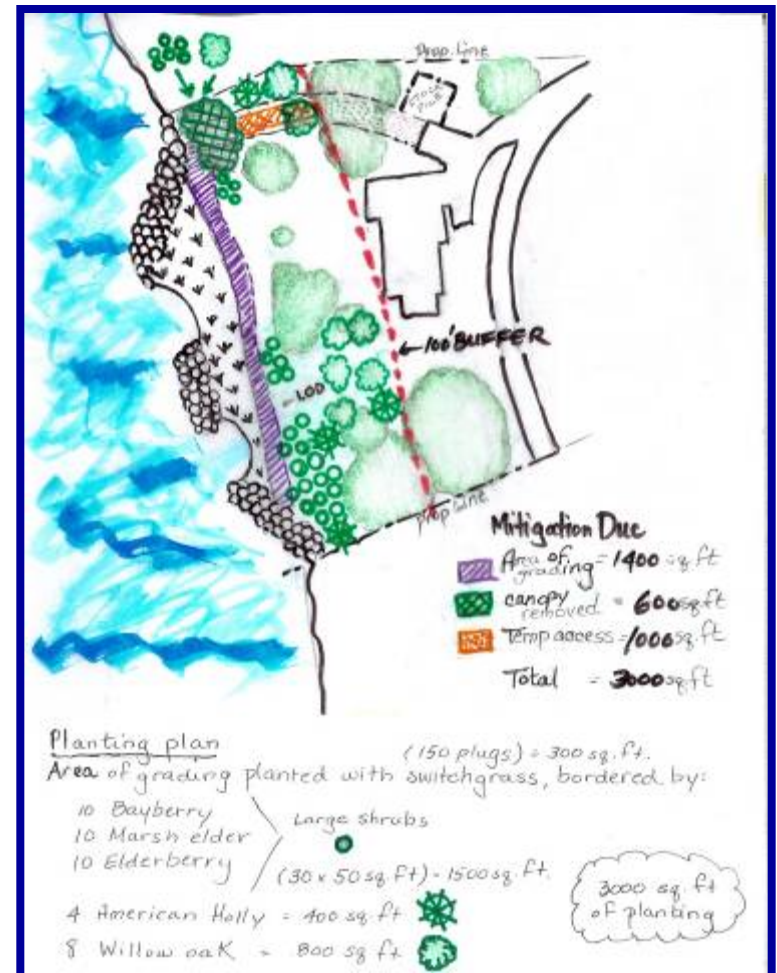 Prop. Line
STOCK
PILE
←100' BUFFER
←LOD
prop Line
Mitigation Due
Area of grading = 1400 sq ft
canopy removed = 600 sq ft
Temp access = 1000 sq. ft
Total = 3000 sq. ft
Planting plan
(150 plugs) = 300 sq. ft.
Area of grading planted with switchgrass, bordered by:
10 Bayberry
10 Marsh elder
10 Elderberry
Large shrubs
(30 x 50 sq. ft) = 1500 sq. ft.
4 American Holly = 400 sq ft
8 Willow oak = 800 sq ft
3000 sq. ft
of planting